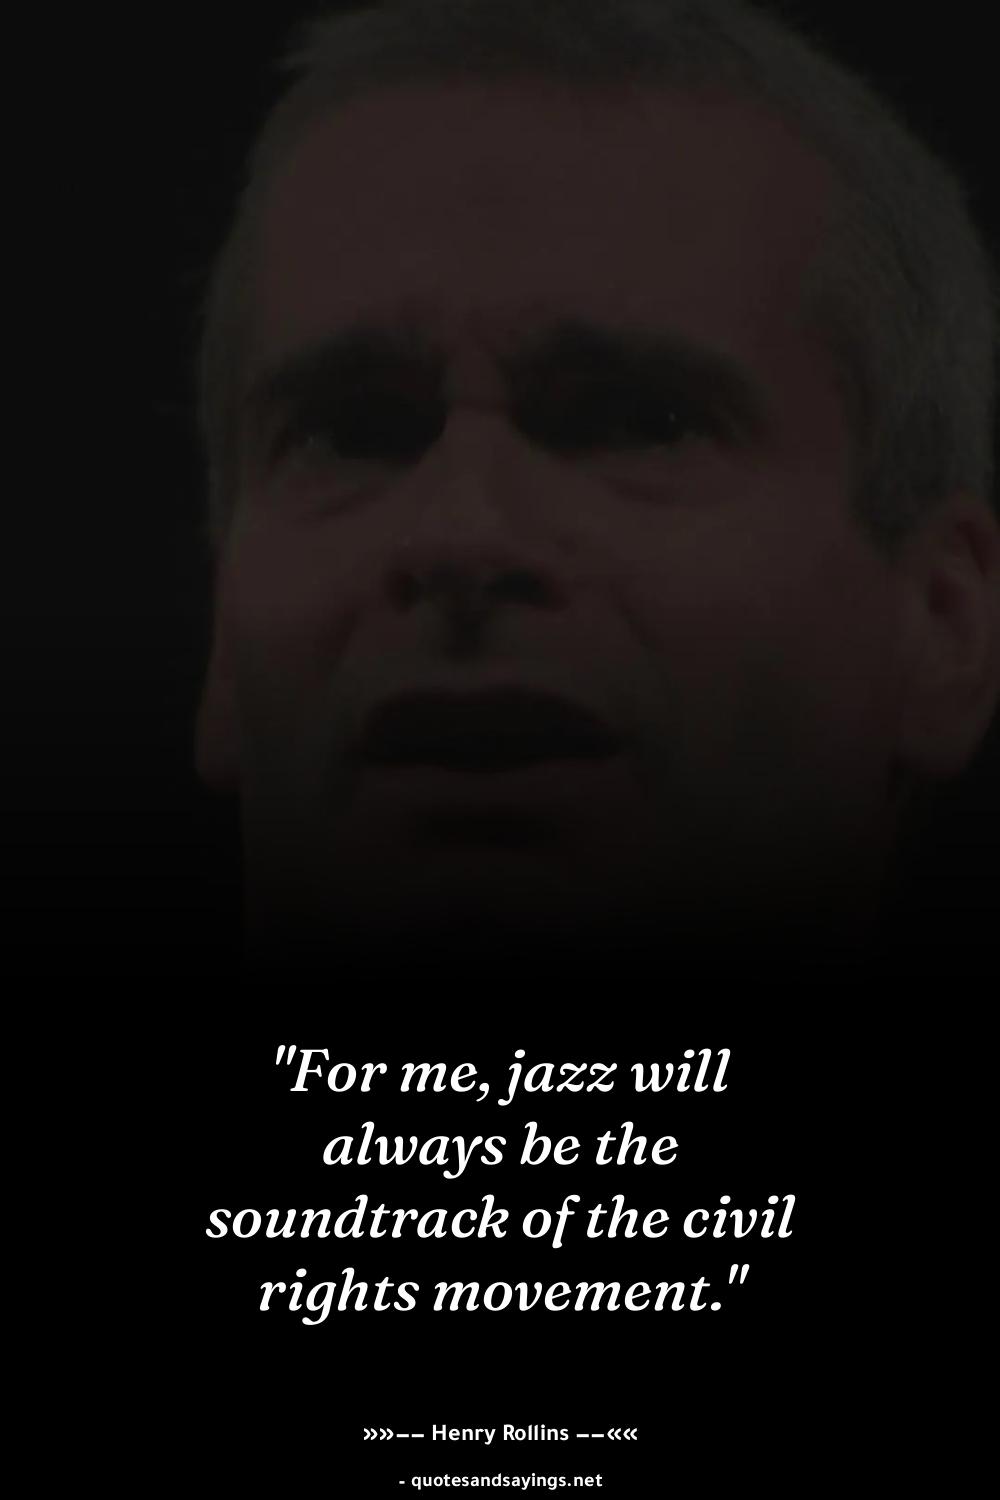 "For me, jazz will
always be the
soundtrack of the civil
rights movement."
»»–– Henry Rollins ––««
- quotesandsayings.net